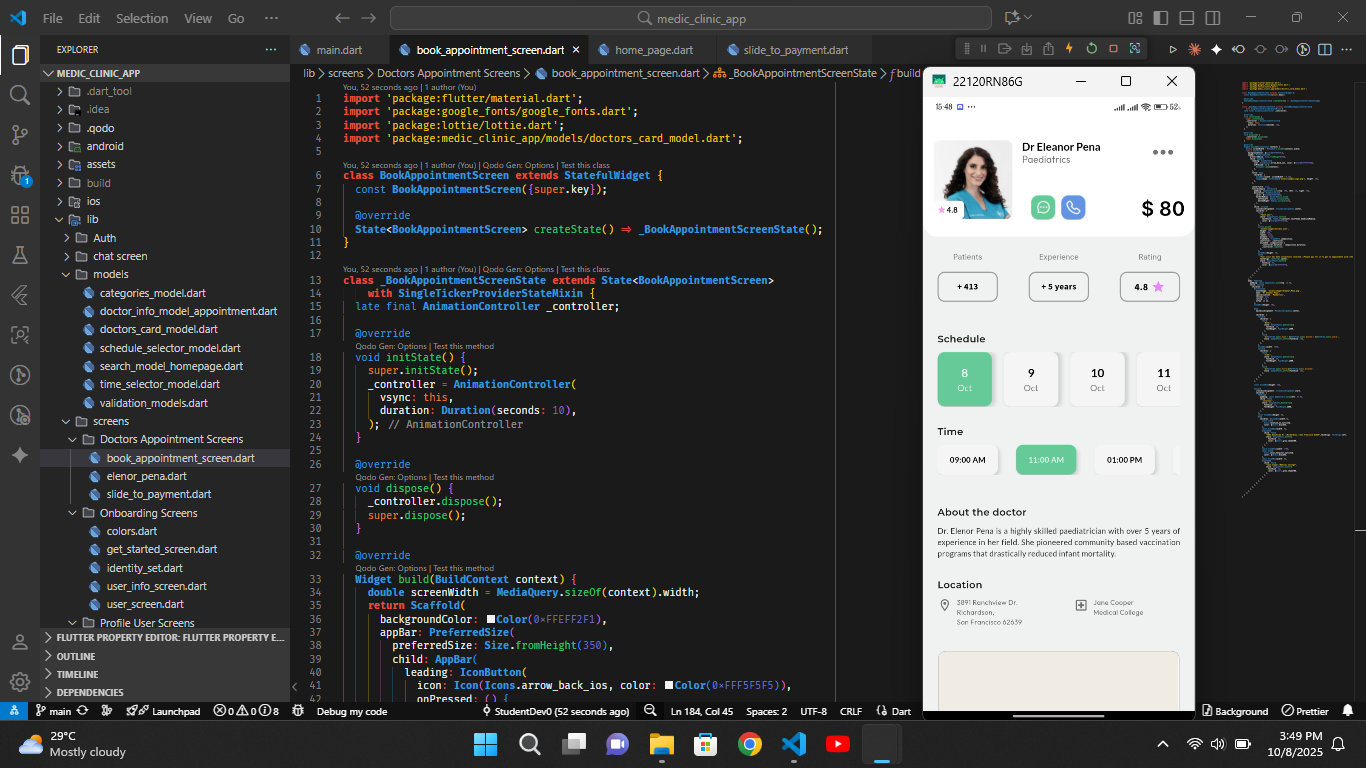 File Edit Selection View Go ··· medic_clinic_app
EXPLORER ···
MEDIC_CLINIC_APP
.dart_tool
.idea
.qodo
android
assets
build
ios
lib
Auth
chat screen
models
categories_model.dart
doctor_info_model_appointment.dart
doctors_card_model.dart
schedule_selector_model.dart
search_model_homepage.dart
time_selector_model.dart
validation_models.dart
screens
Doctors Appointment Screens
book_appointment_screen.dart
elenor_pena.dart
slide_to_payment.dart
Onboarding Screens
colors.dart
get_started_screen.dart
identity_set.dart
user_info_screen.dart
user_screen.dart
Profile User Screens
FLUTTER PROPERTY EDITOR: FLUTTER PROPERTY E...
OUTLINE
TIMELINE
DEPENDENCIES
1
main.dart book_appointment_screen.dart home_page.dart slide_to_payment.dart
lib > screens > Doctors Appointment Screens > book_appointment_screen.dart > _BookAppointmentScreenState > build
You, 52 seconds ago | 1 author (You)
1 import 'package:flutter/material.dart';
2 import 'package:google_fonts/google_fonts.dart';
3 import 'package:lottie/lottie.dart';
4 import 'package:medic_clinic_app/models/doctors_card_model.dart';
5
You, 52 seconds ago | 1 author (You) | Qodo Gen: Options | Test this class
6 class BookAppointmentScreen extends StatefulWidget {
7 const BookAppointmentScreen({super.key});
8
9 @override
10 State<BookAppointmentScreen> createState() => _BookAppointmentScreenState();
11 }
12
You, 52 seconds ago | 1 author (You) | Qodo Gen: Options | Test this class
13 class _BookAppointmentScreenState extends State<BookAppointmentScreen>
14 with SingleTickerProviderStateMixin {
15 late final AnimationController _controller;
16
17 @override
Qodo Gen: Options | Test this method
18 void initState() {
19 super.initState();
20 _controller = AnimationController(
21 vsync: this,
22 duration: Duration(seconds: 10),
23 ); // AnimationController
24 }
25
26 @override
Qodo Gen: Options | Test this method
27 void dispose() {
28 _controller.dispose();
29 super.dispose();
30 }
31
32 @override
Qodo Gen: Options | Test this method
33 Widget build(BuildContext context) {
34 double screenWidth = MediaQuery.sizeOf(context).width;
35 return Scaffold(
36 backgroundColor: Color(0xFFEFF2F1),
37 appBar: PreferredSize(
38 preferredSize: Size.fromHeight(350),
39 child: AppBar(
40 leading: IconButton(
41 icon: Icon(Icons.arrow_back_ios, color: Color(0xFFF5F5F5)),
42 onPressed: () {
22120RN86G
15:48 52
Dr Eleanor Pena
Paediatrics
4.8
$ 80
Patients Experience Rating
+ 413 + 5 years 4.8
Schedule
8 9 10 11
Oct Oct Oct Oct
Time
09:00 AM 11:00 AM 01:00 PM
About the doctor
Dr. Elenor Pena is a highly skilled paediatrician with over 5 years of
experience in her field. She pioneered community based vaccination
programs that drastically reduced infant mortality.
Location
3891 Ranchview Dr.
Richardson,
San Francisco 62639
Jane Cooper
Medical College
main Launchpad 0 0 8 Debug my code StudentDev0 (52 seconds ago) Ln 184, Col 45 Spaces: 2 UTF-8 CRLF Dart Background Prettier
29°C
Mostly cloudy
3:49 PM
10/8/2025